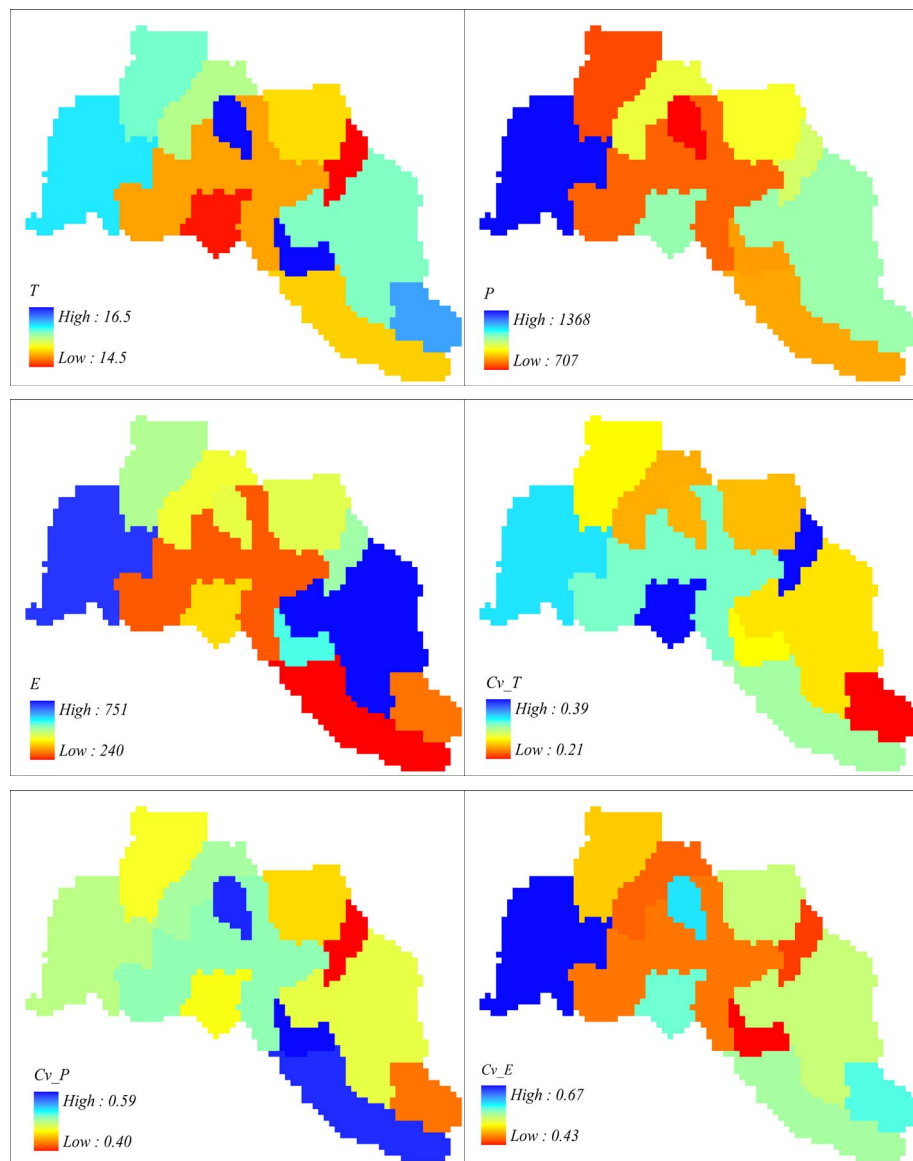 T
High : 16.5
Low : 14.5
P
High : 1368
Low : 707
E
High : 751
Low : 240
Cv_T
High : 0.39
Low : 0.21
Cv_P
High : 0.59
Low : 0.40
Cv_E
High : 0.67
Low : 0.43